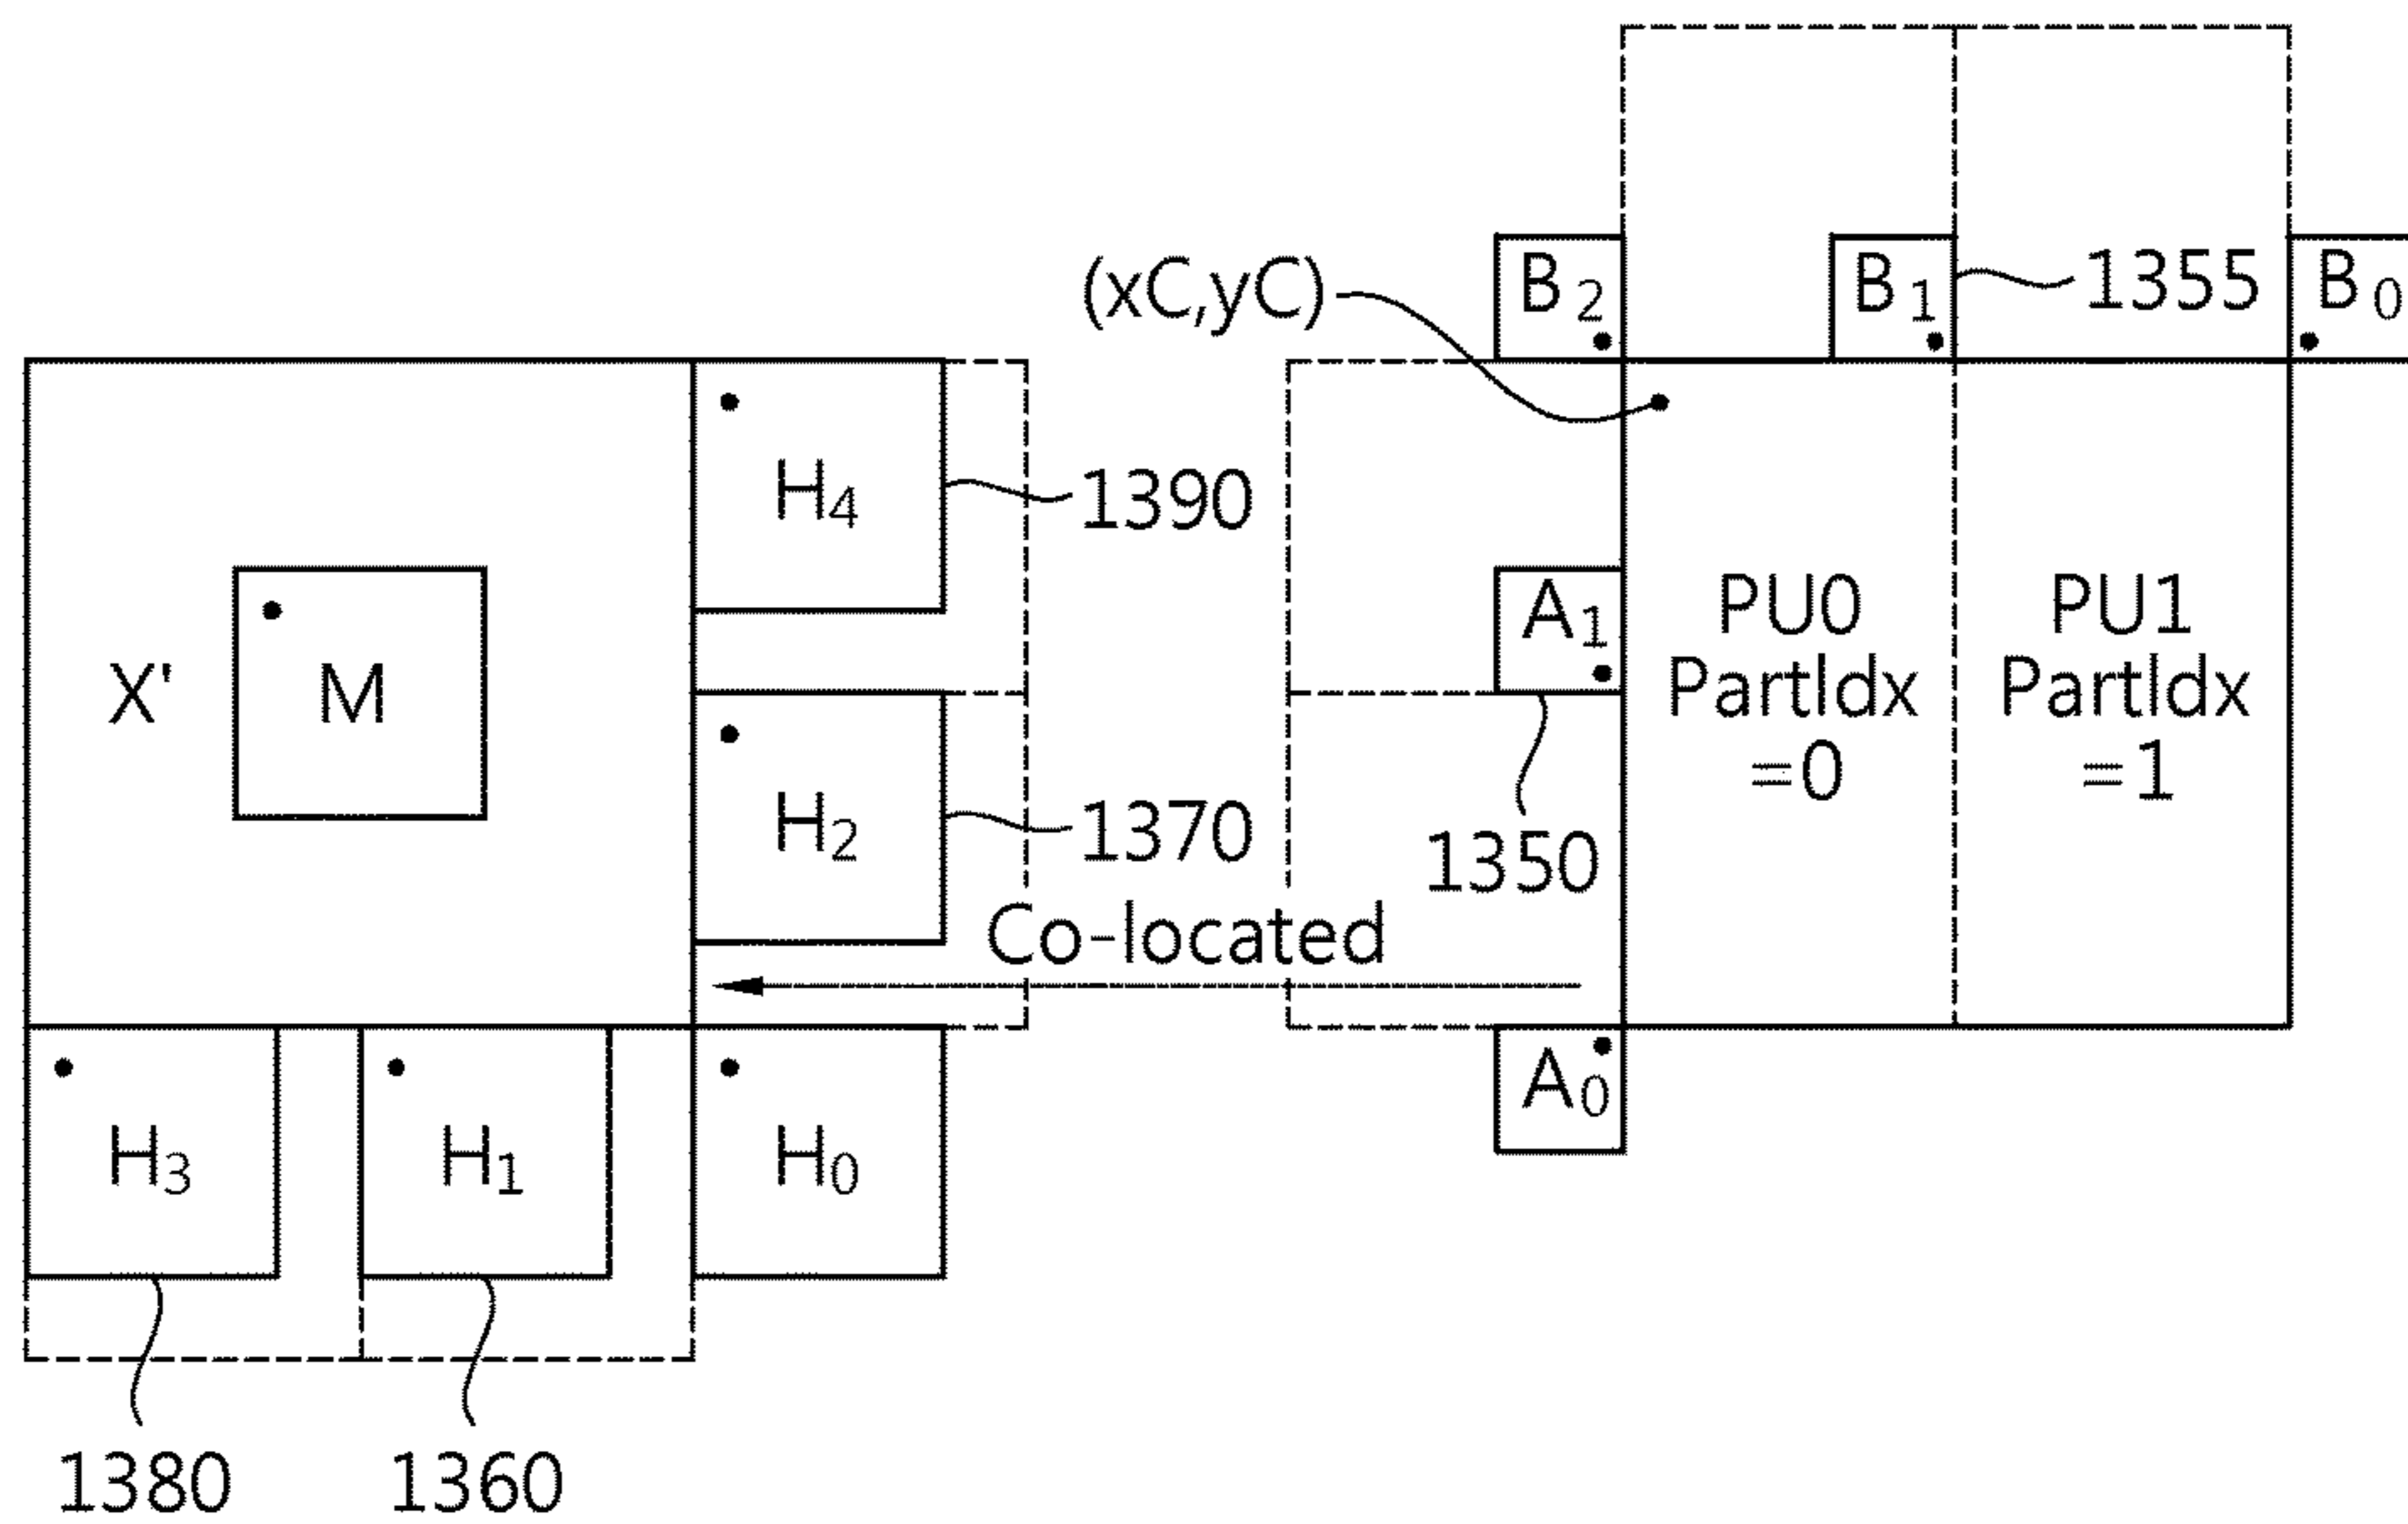 B2
B1
1355
B0
(xC,yC)
H4
1390
A1
PU0
PartIdx
=0
PU1
PartIdx
=1
X'
M
H2
1370
1350
Co-located
A0
H3
H1
H0
1380
1360